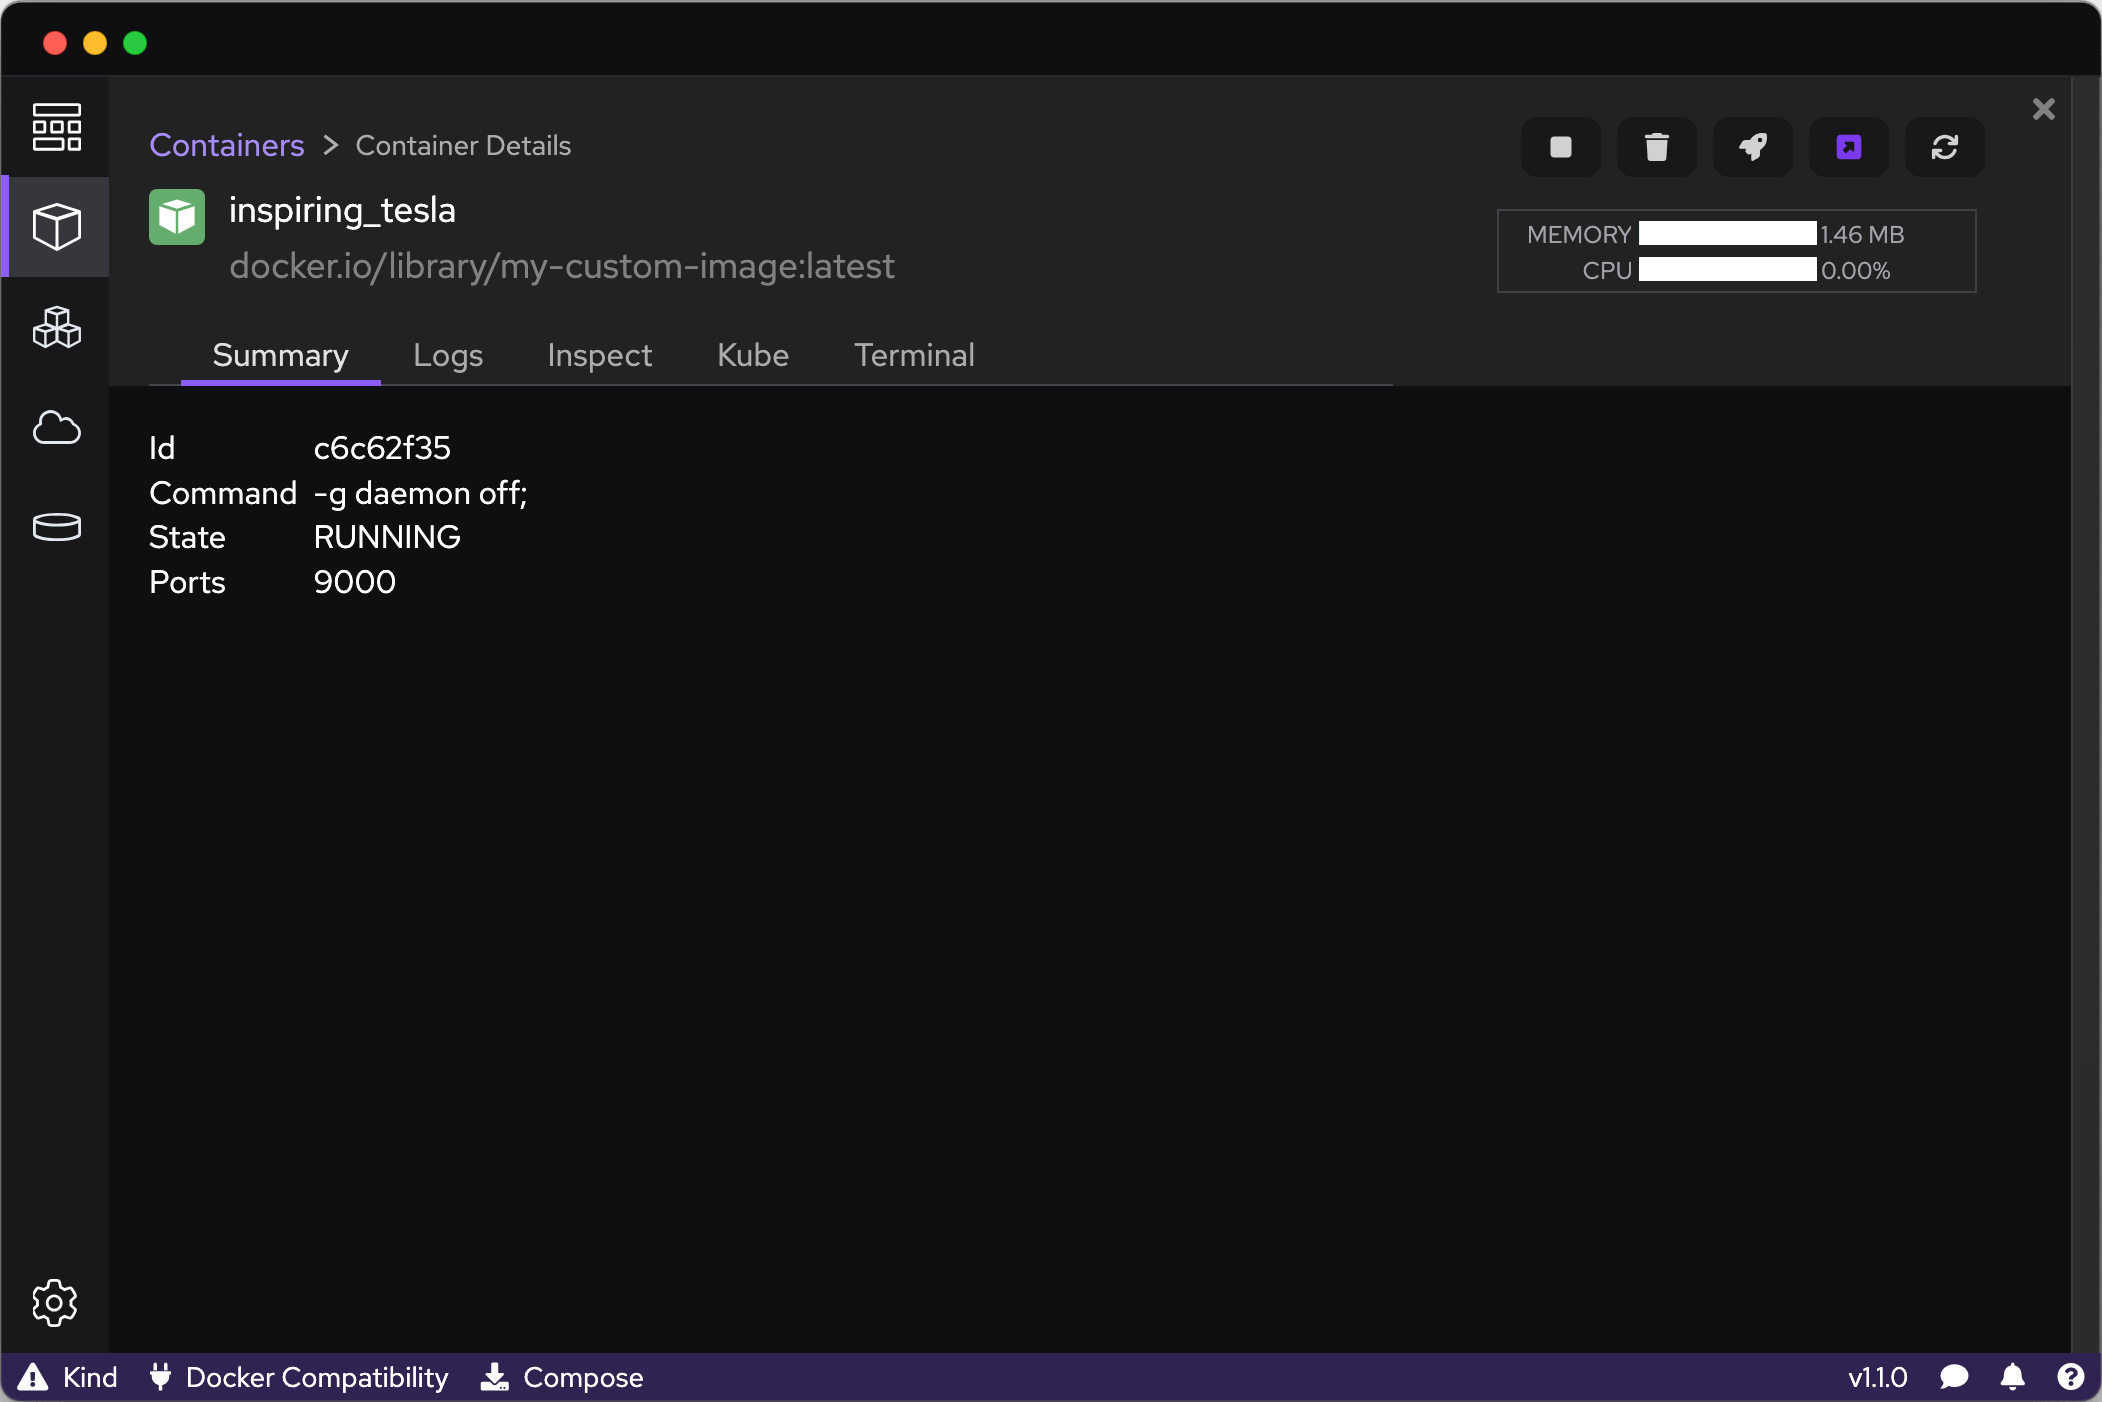 Containers > Container Details
inspiring_tesla
docker.io/library/my-custom-image:latest
MEMORY 1.46 MB
CPU 0.00%
Summary Logs Inspect Kube Terminal
Id c6c62f35
Command -g daemon off;
State RUNNING
Ports 9000
Kind Docker Compatibility Compose v1.1.0